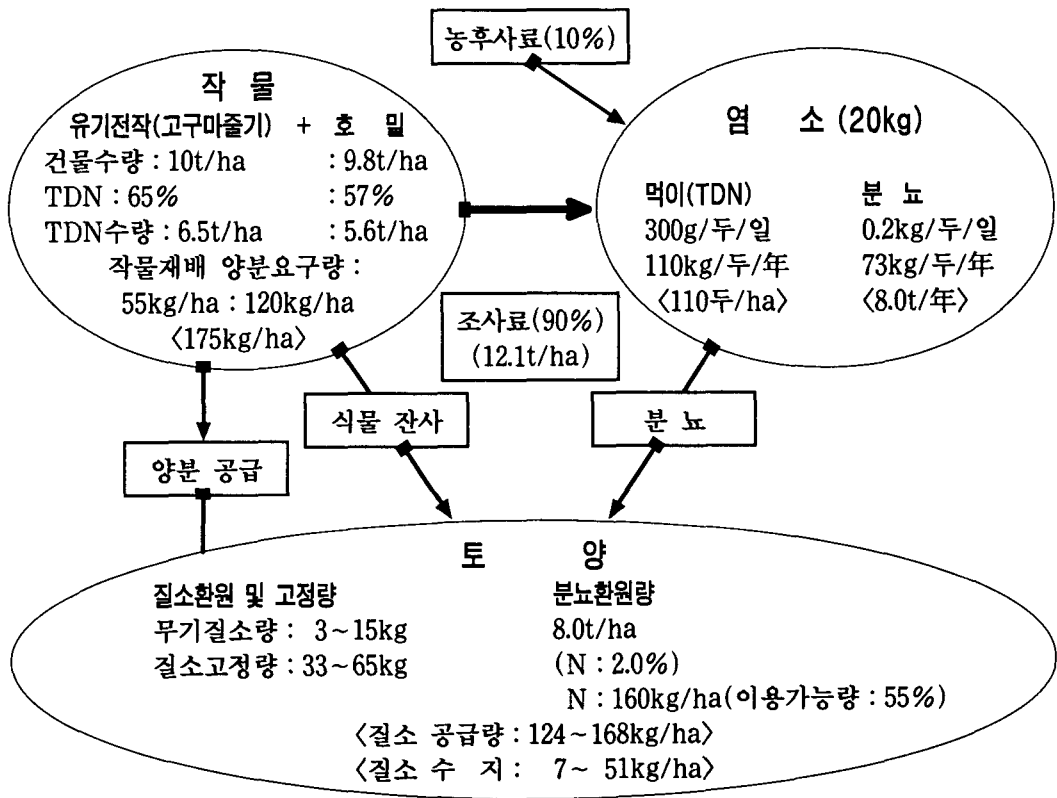 농후사료(10%)
작 물
유기전작(고구마줄기) + 호 밀
건물수량 : 10t/ha : 9.8t/ha
TDN : 65% : 57%
TDN수량 : 6.5t/ha : 5.6t/ha
작물재배 양분요구량 :
55kg/ha : 120kg/ha
〈175kg/ha〉
염 소 (20kg)
먹이(TDN) 분 뇨
300g/두/일 0.2kg/두/일
110kg/두/年 73kg/두/年
〈110두/ha〉 〈8.0t/年〉
조사료(90%)
(12.1t/ha)
양분 공급
식물 잔사
분 뇨
토 양
질소환원 및 고정량 분뇨환원량
무기질소량 : 3~15kg 8.0t/ha
질소고정량 : 33~65kg (N : 2.0%)
N : 160kg/ha(이용가능량 : 55%)
〈질소 공급량 : 124~168kg/ha〉
〈질소 수 지 : 7~ 51kg/ha〉